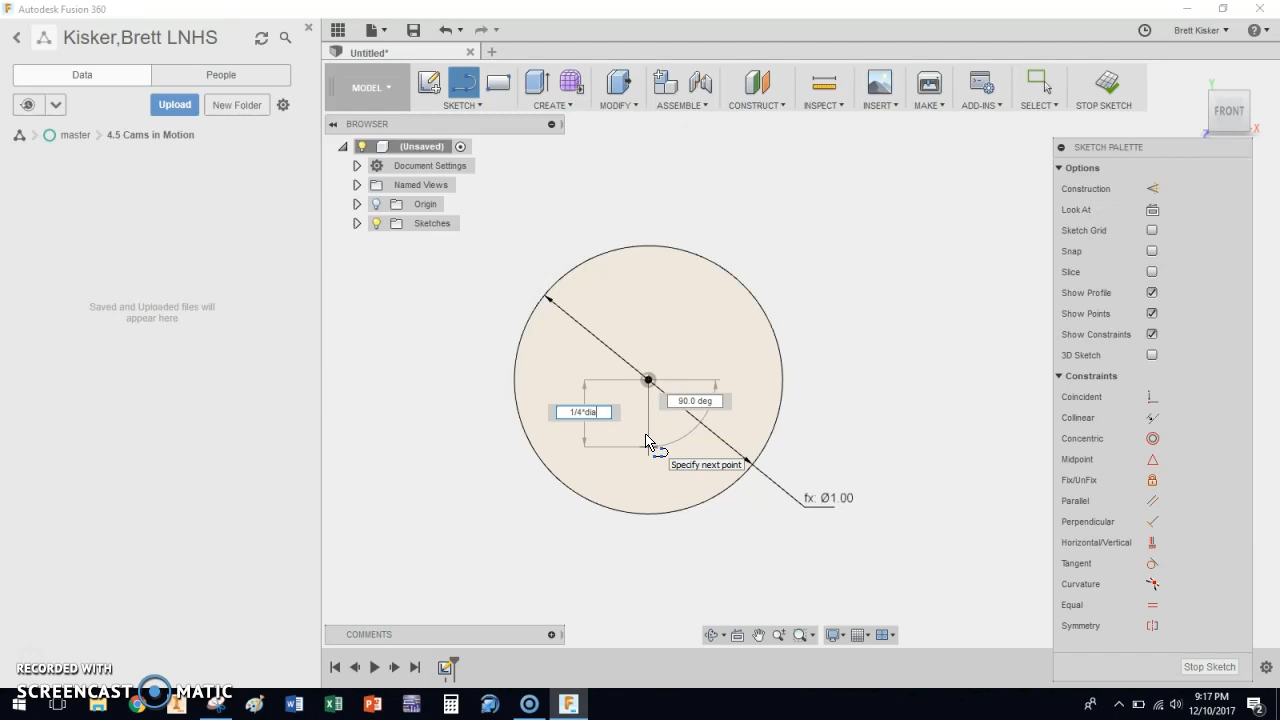 Autodesk Fusion 360
Kisker,Brett LNHS
Data
People
Upload
New Folder
master
4.5 Cams in Motion
Saved and Uploaded files will
appear here
Untitled*
Brett Kisker
MODEL
SKETCH
CREATE
MODIFY
ASSEMBLE
CONSTRUCT
INSPECT
INSERT
MAKE
ADD-INS
SELECT
STOP SKETCH
BROWSER
(Unsaved)
Document Settings
Named Views
Origin
Sketches
Y
FRONT
X
Z
SKETCH PALETTE
Options
Construction
Look At
Sketch Grid
Snap
Slice
Show Profile
Show Points
Show Constraints
3D Sketch
Constraints
Coincident
Collinear
Concentric
Midpoint
Fix/UnFix
Parallel
Perpendicular
Horizontal/Vertical
Tangent
Curvature
Equal
Symmetry
Stop Sketch
90.0 deg
1/4*dia
Specify next point
fx: Ø1.00
COMMENTS
RECORDED WITH
SCREENCAST MATIC
9:17 PM
12/10/2017
2